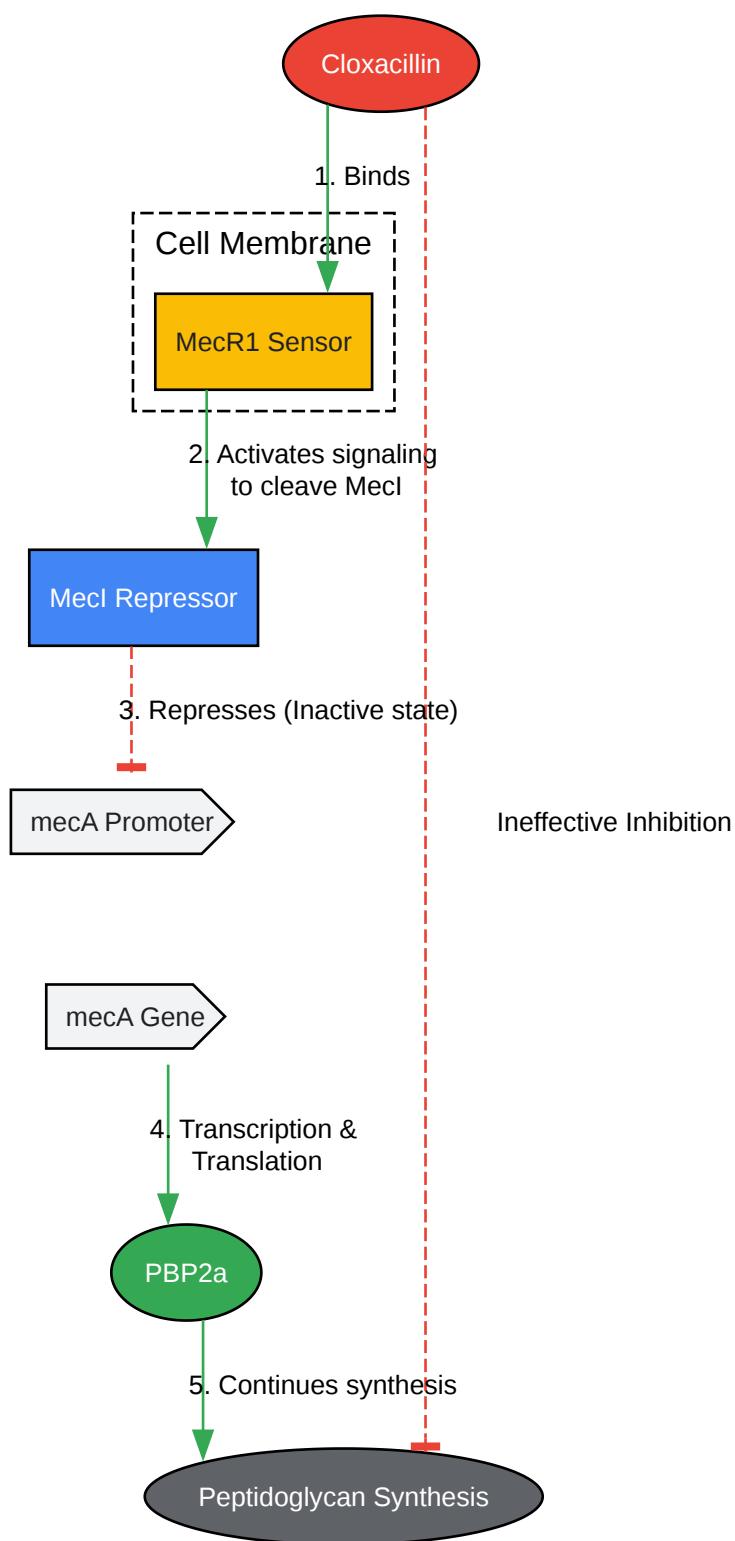 Cloxacillin
1. Binds
Cell Membrane
MecR1 Sensor
2. Activates signaling
to cleave MecI
MecI Repressor
3. Represses (Inactive state)
mecA Promoter
Ineffective Inhibition
mecA Gene
4. Transcription &
Translation
PBP2a
5. Continues synthesis
Peptidoglycan Synthesis